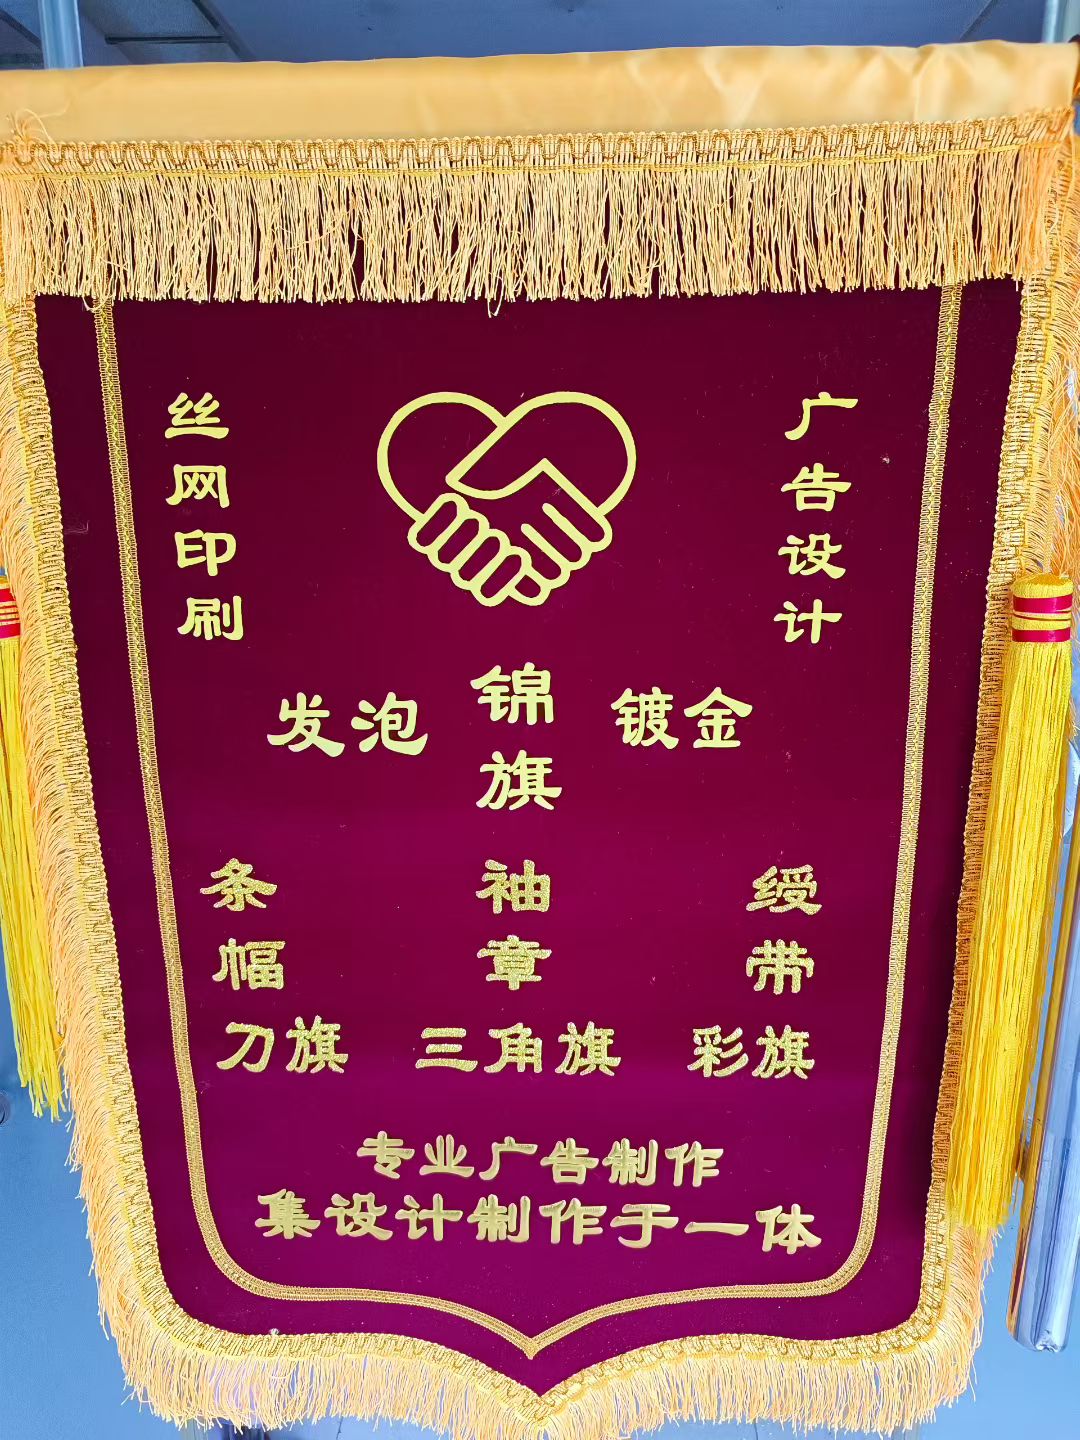 丝网印刷
广告设计
发泡
锦旗
镀金
条幅
袖章
绶带
刀旗 三角旗 彩旗
专业广告制作
集设计制作于一体